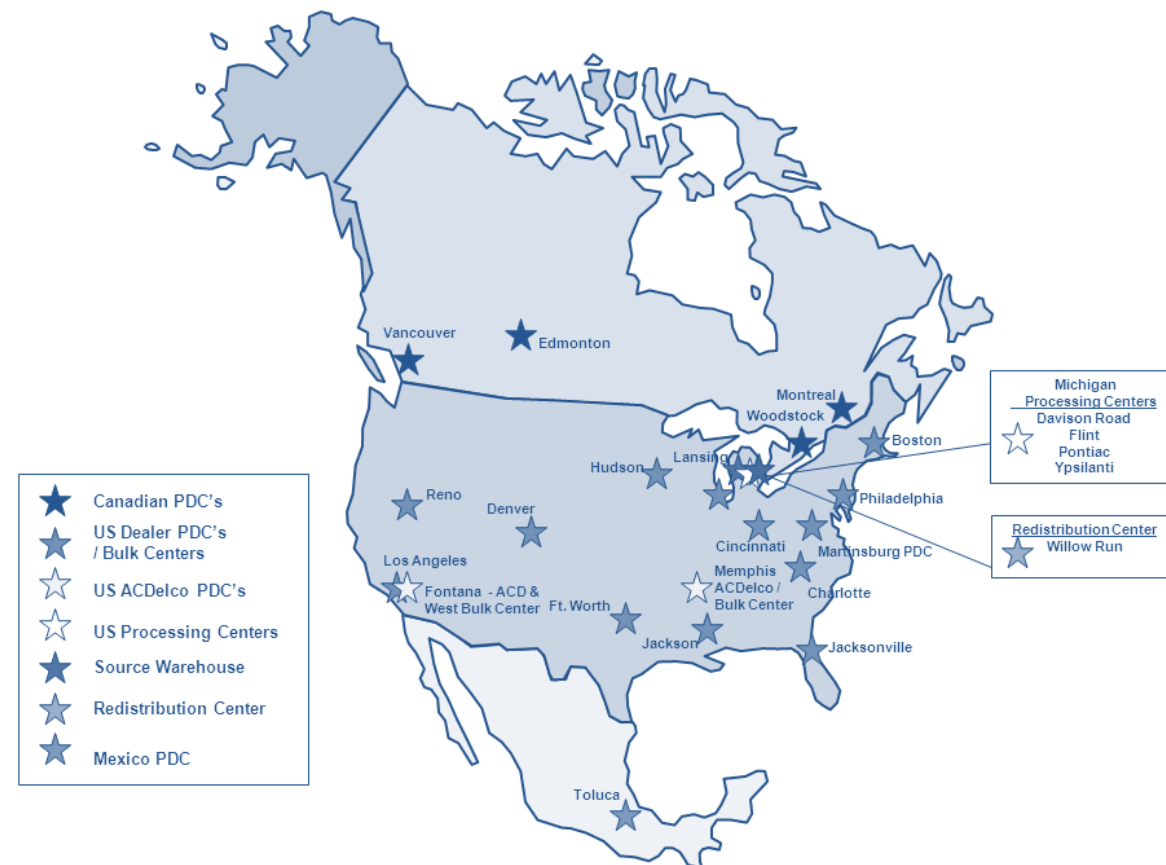 Vancouver
Edmonton
Montreal
Woodstock
Lansing
Boston
Hudson
Reno
Denver
Philadelphia
Cincinnati
Martinsburg PDC
Los Angeles
Fontana - ACD &
West Bulk Center
Memphis
ACDelco /
Bulk Center
Charlotte
Ft. Worth
Jackson
Jacksonville
Toluca
Michigan
Processing Centers
Davison Road
Flint
Pontiac
Ypsilanti
Redistribution Center
Willow Run
Canadian PDC's
US Dealer PDC's
/ Bulk Centers
US ACDelco PDC's
US Processing Centers
Source Warehouse
Redistribution Center
Mexico PDC